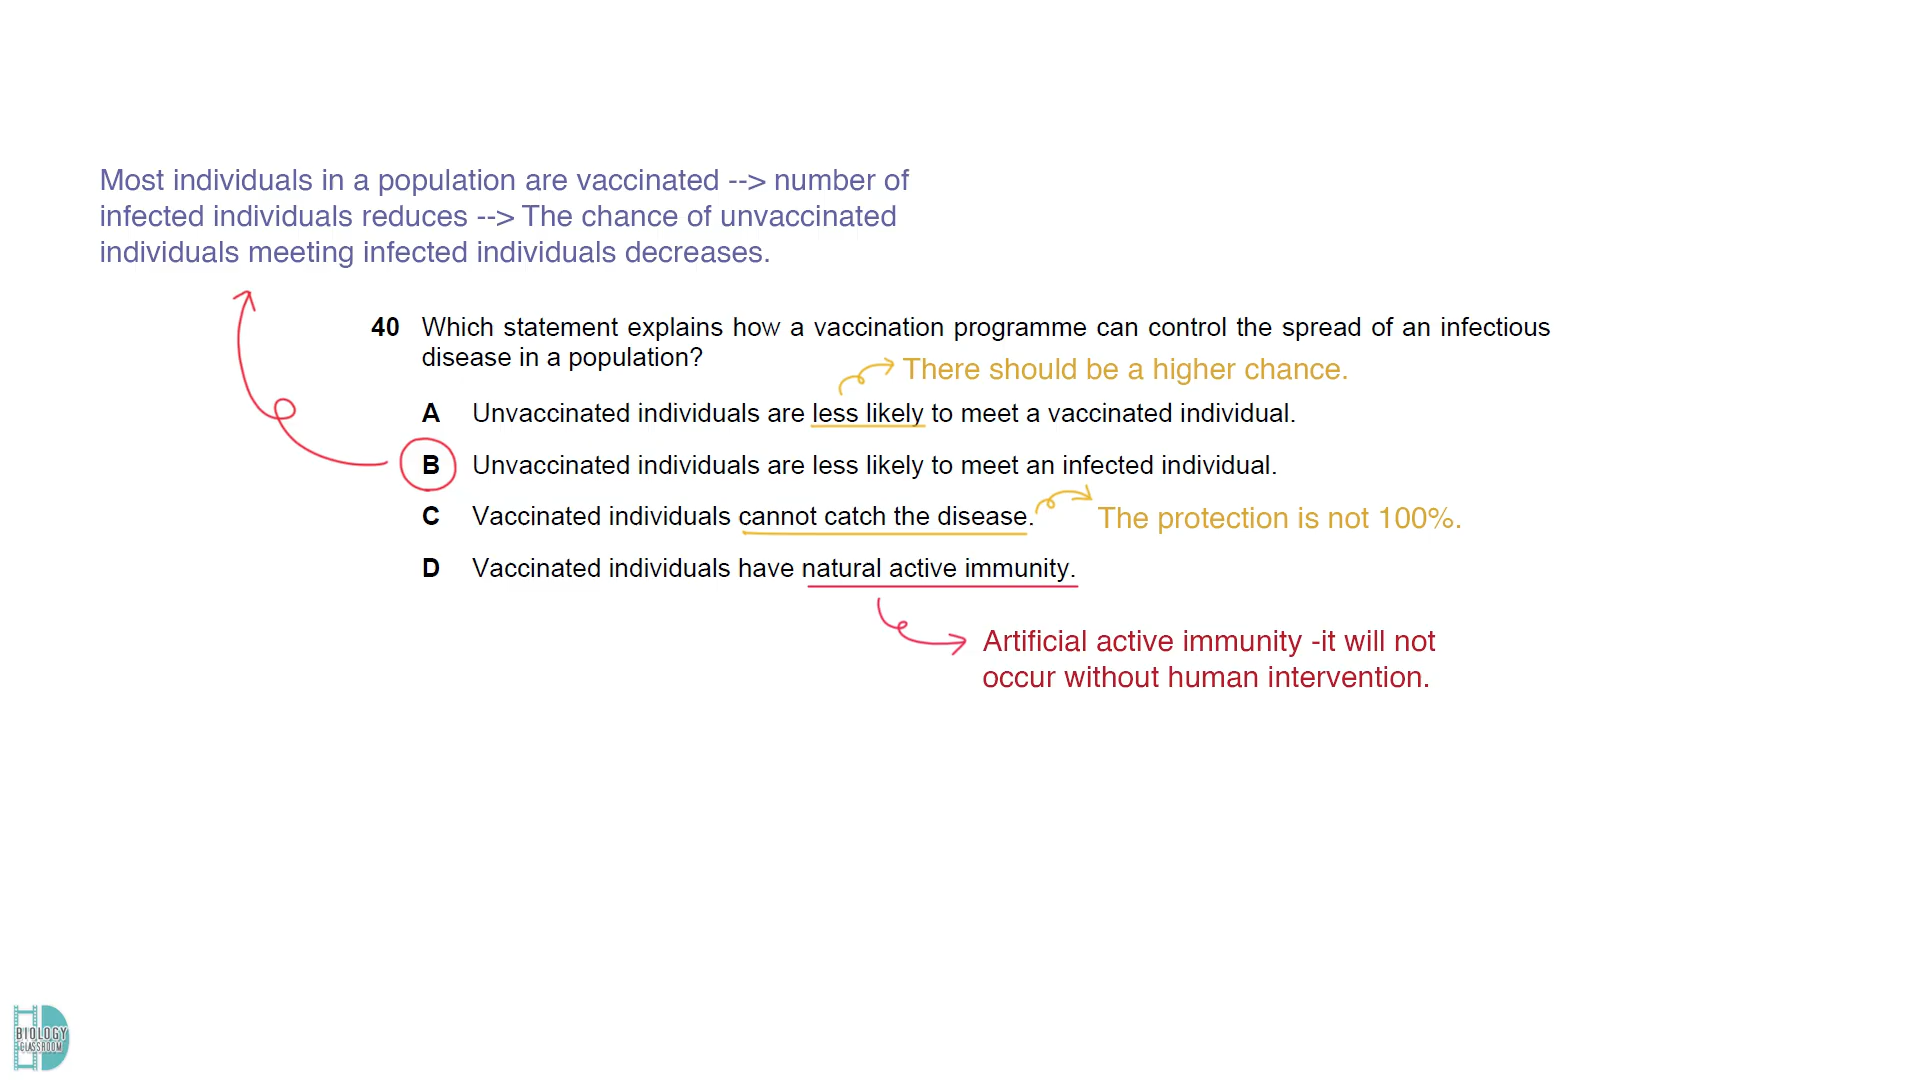 Most individuals in a population are vaccinated --> number of
infected individuals reduces --> The chance of unvaccinated
individuals meeting infected individuals decreases.
40 Which statement explains how a vaccination programme can control the spread of an infectious
disease in a population?
There should be a higher chance.
A Unvaccinated individuals are less likely to meet a vaccinated individual.
B Unvaccinated individuals are less likely to meet an infected individual.
C Vaccinated individuals cannot catch the disease.
The protection is not 100%.
D Vaccinated individuals have natural active immunity.
Artificial active immunity -it will not
occur without human intervention.
BIOLOGY
CLASSROOM